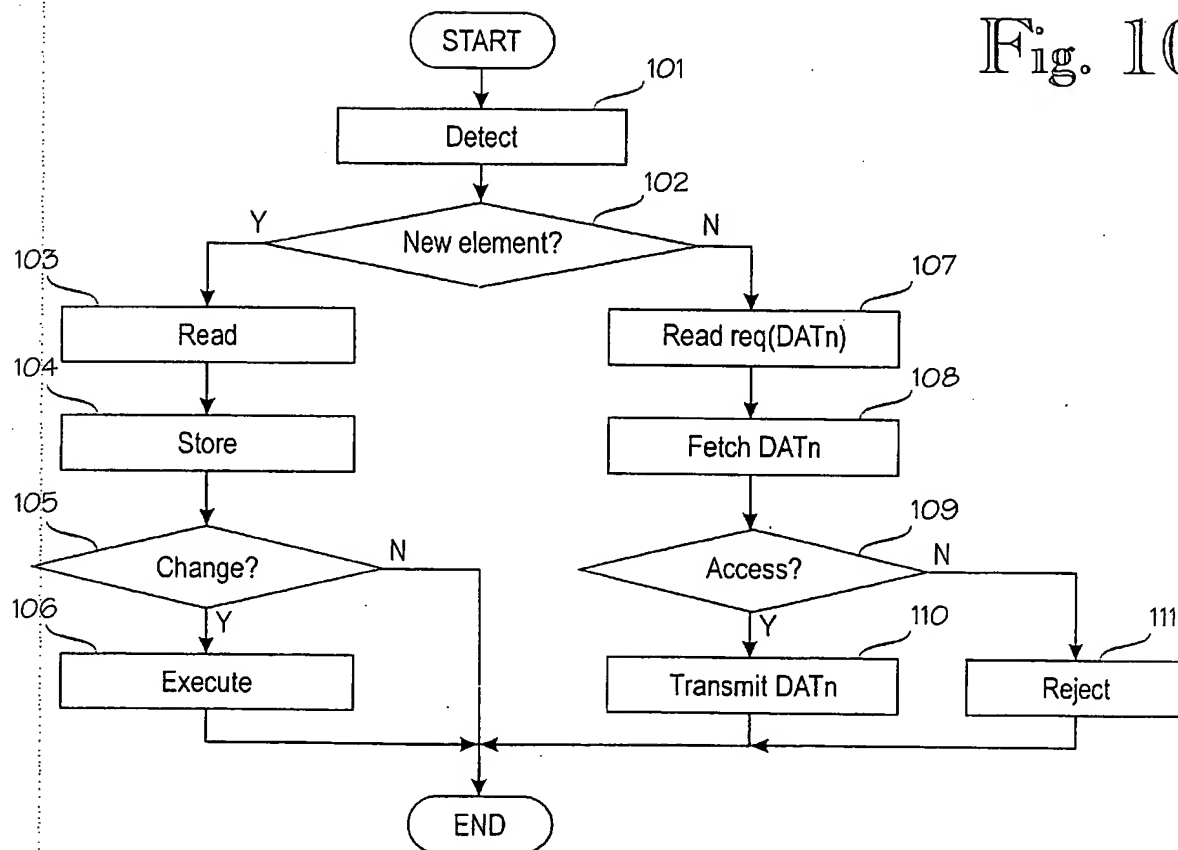 START
Fig. 10
101
Detect
102
Y
New element?
N
103
Read
107
Read req(DATn)
104
Store
108
Fetch DATn
105
Change?
N
109
Access?
N
106
Y
Execute
Y
110
Transmit DATn
111
Reject
END